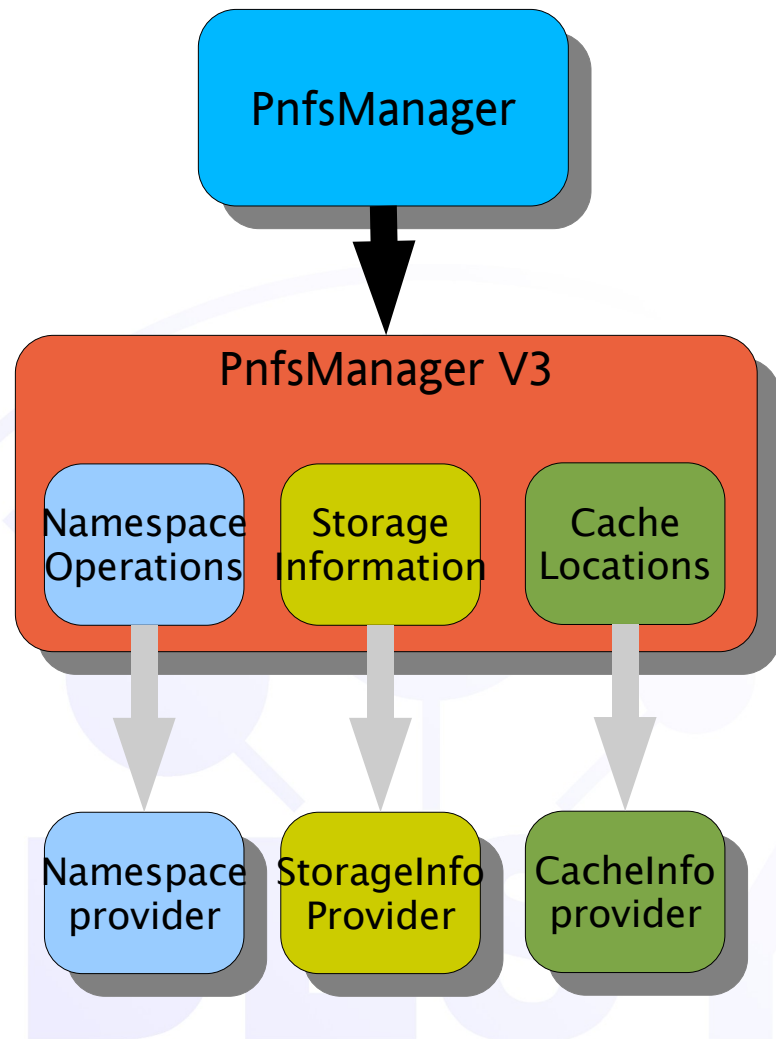 PnfsManager
PnfsManager V3
Namespace
Operations
Storage
Information
Cache
Locations
Namespace
provider
StorageInfo
Provider
CacheInfo
provider